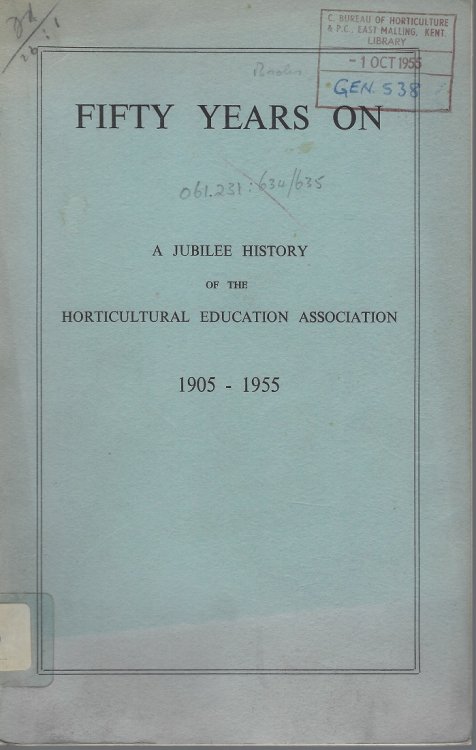 C. BUREAU OF HORTICULTURE
& P.C., EAST MALLING, KENT.
LIBRARY
- 1 OCT 1955
GEN. 538
FIFTY YEARS ON
061.231:634/635
A JUBILEE HISTORY
OF THE
HORTICULTURAL EDUCATION ASSOCIATION
1905 - 1955